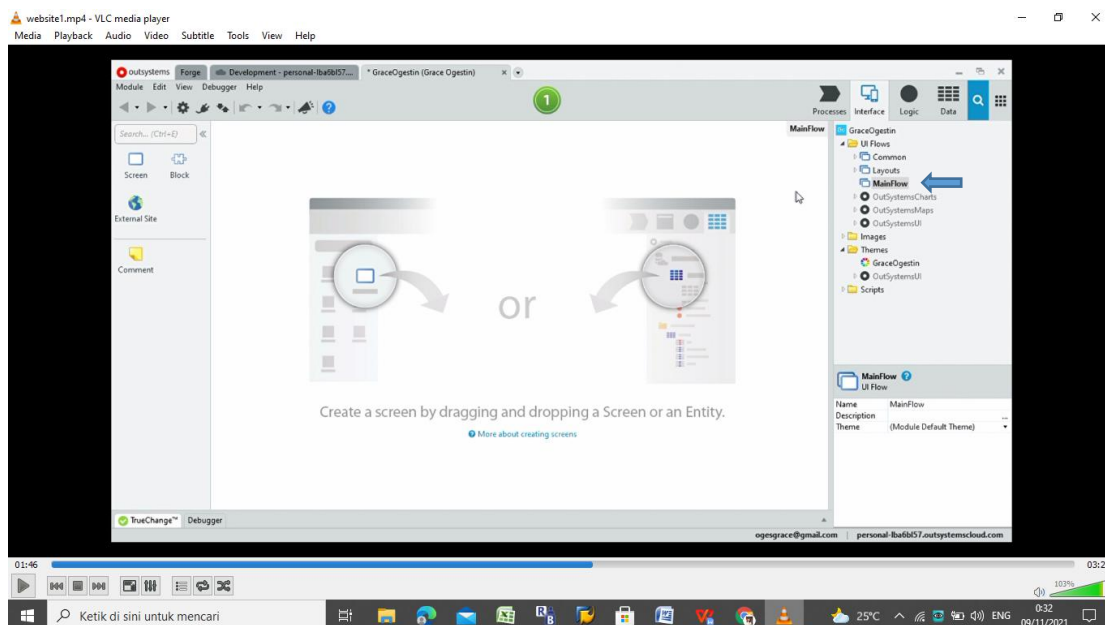 website1.mp4 - VLC media player
Media Playback Audio Video Subtitle Tools View Help
outsystems Forge Development - personal-lba6bl57.... * GraceOgestin (Grace Ogestin)
Module Edit View Debugger Help
1
Processes Interface Logic Data
Search... (Ctrl+E)
Screen Block
External Site
Comment
MainFlow
GraceOgestin
UI Flows
Common
Layouts
MainFlow
OutSystemsCharts
OutSystemsMaps
OutSystemsUI
Images
Themes
GraceOgestin
OutSystemsUI
Scripts
or
Create a screen by dragging and dropping a Screen or an Entity.
More about creating screens
MainFlow
UI Flow
Name MainFlow
Description ...
Theme (Module Default Theme)
TrueChange™ Debugger
ogesgrace@gmail.com personal-lba6bl57.outsystemscloud.com
01:46 03:2
103%
Ketik di sini untuk mencari
25°C ENG 0:32
09/11/2021